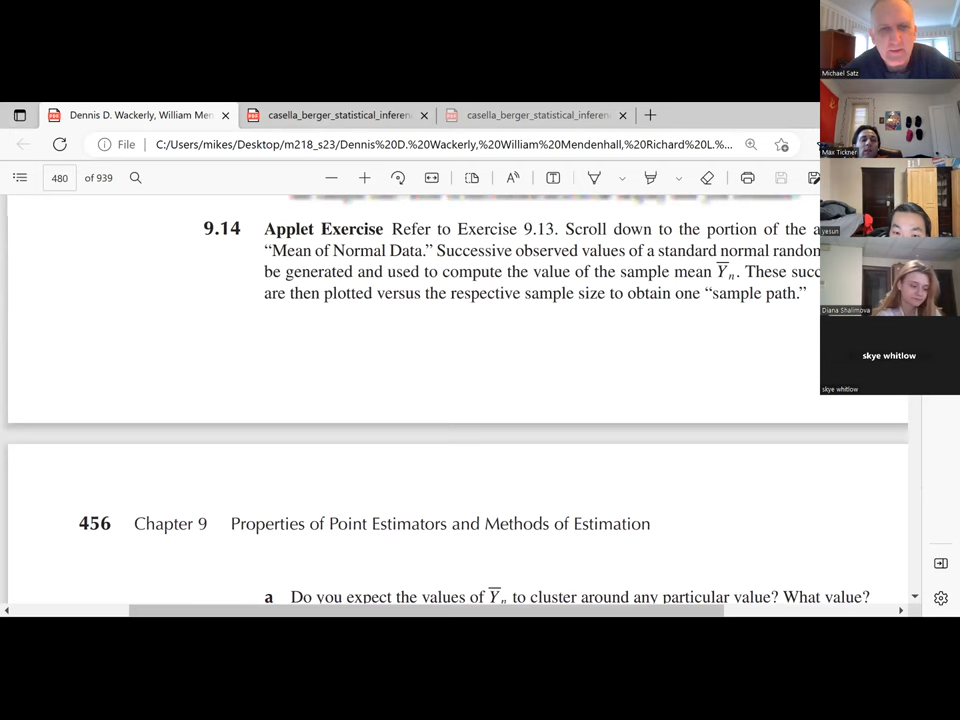 Dennis D. Wackerly, William Men
casella_berger_statistical_inferen
casella_berger_statistical_inferen
File
C:/Users/mikes/Desktop/m218_s23/Dennis%20D.%20Wackerly,%20William%20Mendenhall,%20Richard%20L.%...
480 of 939
9.14 Applet Exercise Refer to Exercise 9.13. Scroll down to the portion of the a
“Mean of Normal Data.” Successive observed values of a standard normal random
be generated and used to compute the value of the sample mean Y̅n. These succ
are then plotted versus the respective sample size to obtain one “sample path.”
456 Chapter 9 Properties of Point Estimators and Methods of Estimation
a Do you expect the values of Y̅n to cluster around any particular value? What value?
Michael Satz
Max Tickner
yesun
Diana Shalimova
skye whitlow
skye whitlow